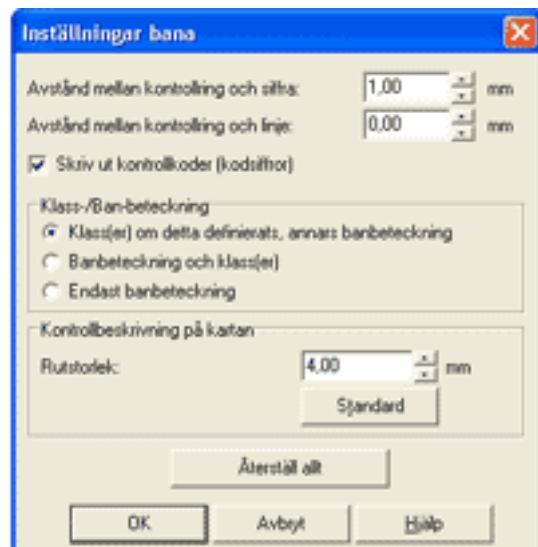 Inställningar bana
Avstånd mellan kontrollring och siffra: 1,00 mm
Avstånd mellan kontrollring och linje: 0,00 mm
Skriv ut kontrollkoder (kodsiffror)
Klass-/Ban-beteckning
Klass(er) om detta definierats, annars banbeteckning
Banbeteckning och klass(er)
Endast banbeteckning
Kontrollbeskrivning på kartan
Rutstorlek: 4,00 mm
Standard
Återställ allt
OK Avbryt Hjälp